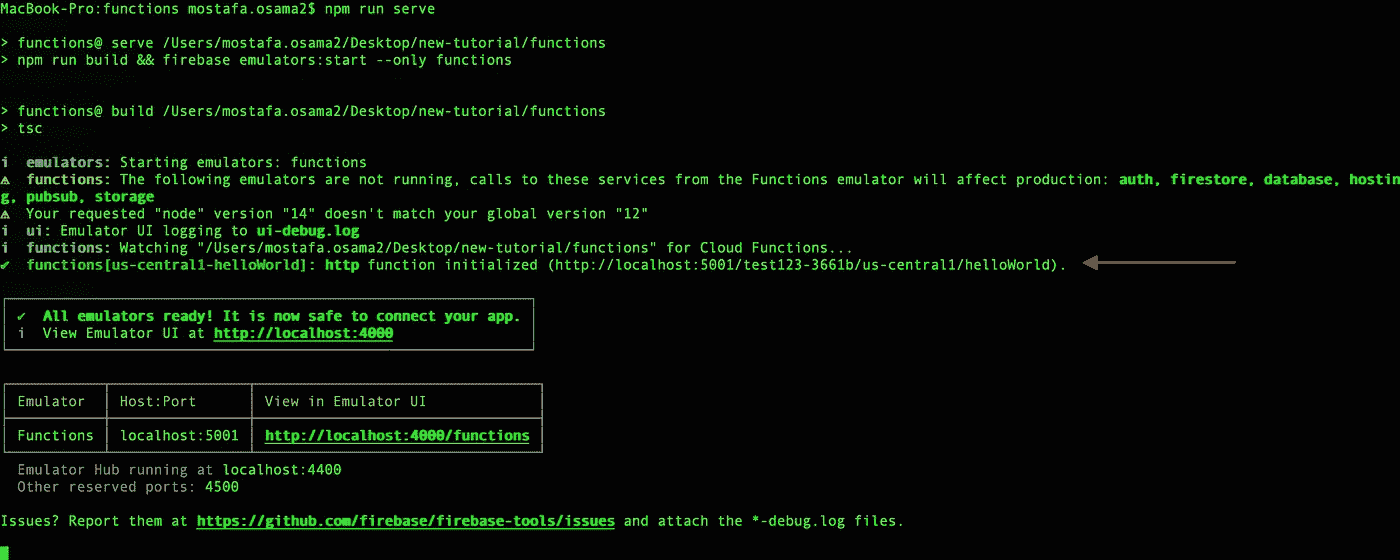 MacBook-Pro:functions mostafa.osama2$ npm run serve
> functions@ serve /Users/mostafa.osama2/Desktop/new-tutorial/functions
> npm run build && firebase emulators:start --only functions
> functions@ build /Users/mostafa.osama2/Desktop/new-tutorial/functions
> tsc
i  emulators: Starting emulators: functions
⚠  functions: The following emulators are not running, calls to these services from the Functions emulator will affect production: auth, firestore, database, hostin
g, pubsub, storage
⚠  Your requested "node" version "14" doesn't match your global version "12"
i  ui: Emulator UI logging to ui-debug.log
i  functions: Watching "/Users/mostafa.osama2/Desktop/new-tutorial/functions" for Cloud Functions...
✔  functions[us-central1-helloWorld]: http function initialized (http://localhost:5001/test123-3661b/us-central1/helloWorld).
✔  All emulators ready! It is now safe to connect your app.
i  View Emulator UI at http://localhost:4000
Emulator Host:Port View in Emulator UI
Functions localhost:5001 http://localhost:4000/functions
Emulator Hub running at localhost:4400
Other reserved ports: 4500
Issues? Report them at https://github.com/firebase/firebase-tools/issues and attach the *-debug.log files.